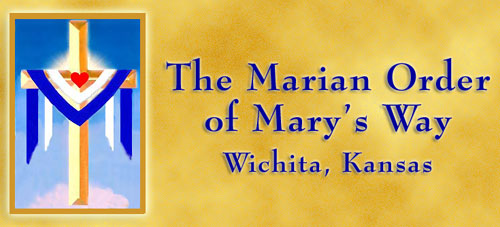 The Marian Order
of Mary's Way
Wichita, Kansas